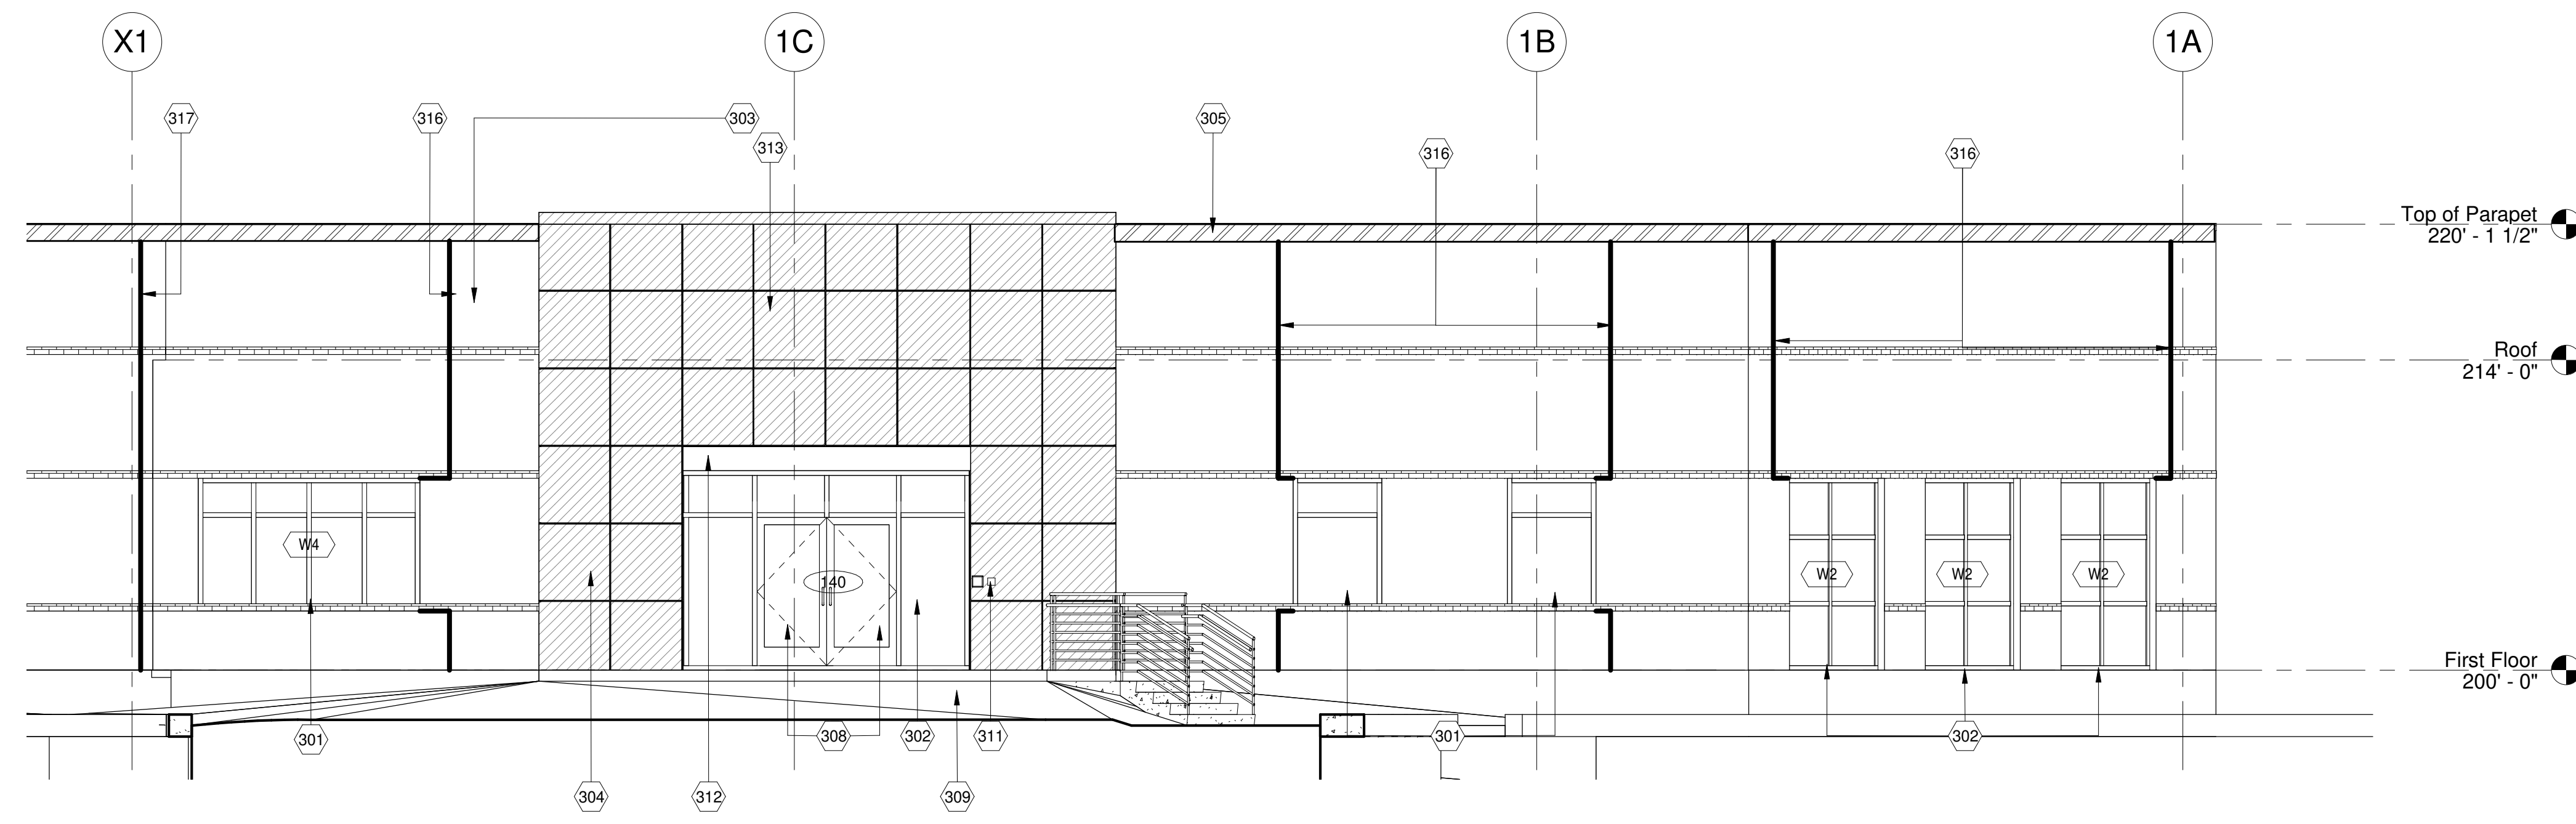 X1
1C
1B
1A
317
316
303
305
313
316
316
Top of Parapet
220' - 1 1/2"
Roof
214' - 0"
W4
140
W2
W2
W2
First Floor
200' - 0"
301
308
302
311
301
302
304
312
309